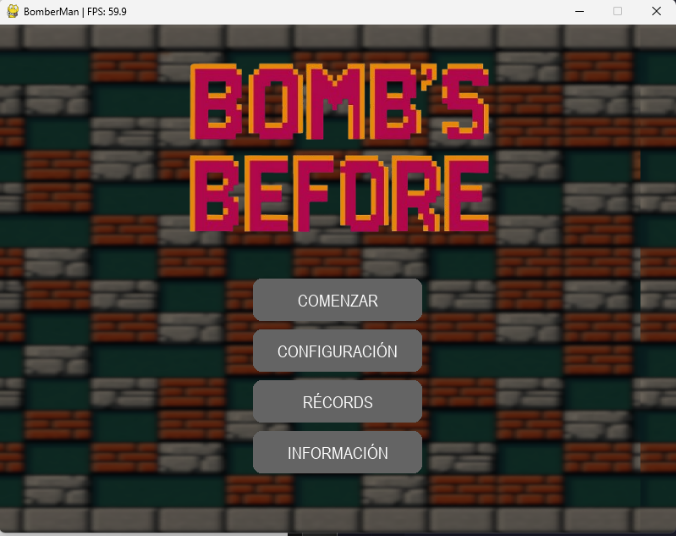 BomberMan | FPS: 59.9
BOMB'S
BEFORE
COMENZAR
CONFIGURACIÓN
RÉCORDS
INFORMACIÓN